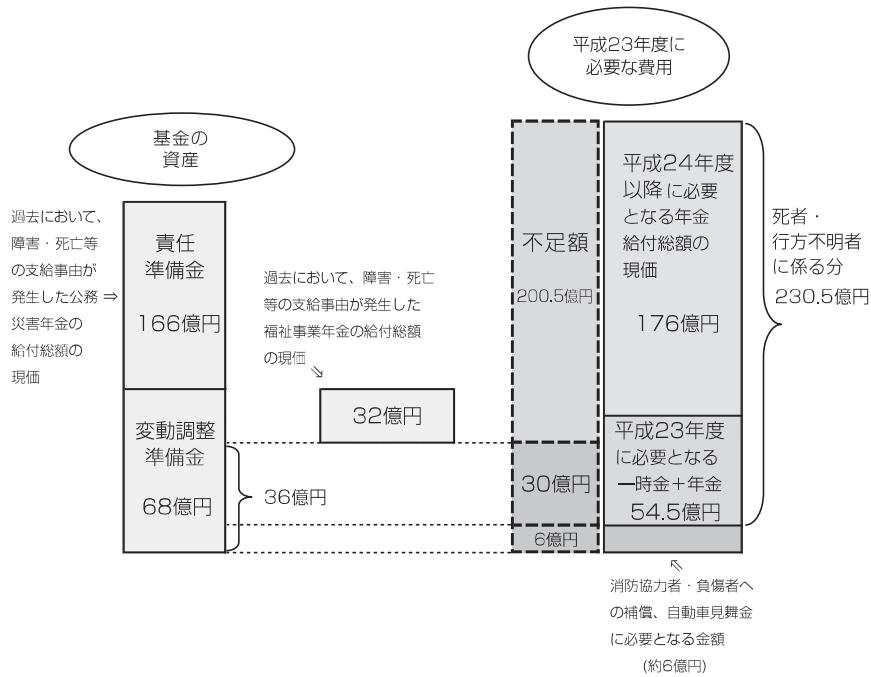 平成23年度に
必要な費用
基金の
資産
過去において、
障害・死亡等
の支給事由が
発生した公務 ⇒
災害年金の
給付総額の
現価
責任
準備金
166億円
変動調整
準備金
68億円
過去において、障害・死亡
等の支給事由が発生した
福祉事業年金の給付総額
の現価
⇘
32億円
36億円
不足額
200.5億円
30億円
6億円
平成24年度
以降に必要
となる年金
給付総額の
現価
176億円
平成23年度
に必要となる
一時金＋年金
54.5億円
死者・
行方不明者
に係る分
230.5億円
⇖
消防協力者・負傷者へ
の補償、自動車見舞金
に必要となる金額
(約6億円)